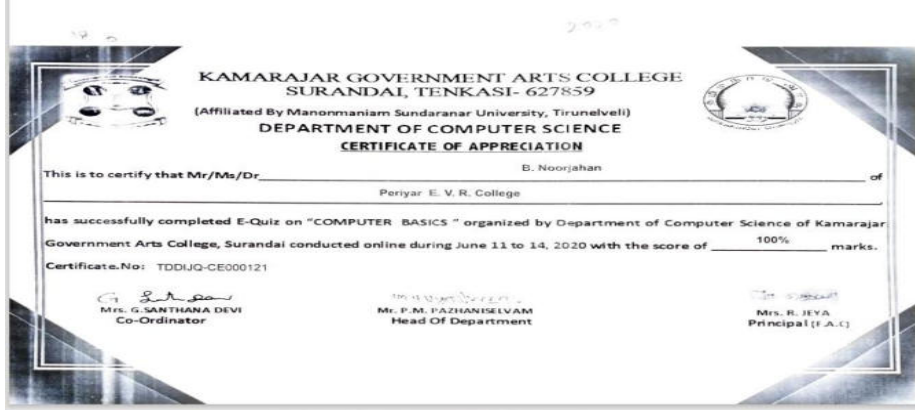 2020
KAMARAJAR GOVERNMENT ARTS COLLEGE
SURANDAI, TENKASI- 627859
(Affiliated By Manonmaniam Sundaranar University, Tirunelveli)
DEPARTMENT OF COMPUTER SCIENCE
CERTIFICATE OF APPRECIATION
This is to certify that Mr/Ms/Dr B. Noorjahan of
Periyar E. V. R. College
has successfully completed E-Quiz on "COMPUTER BASICS " organized by Department of Computer Science of Kamarajar
Government Arts College, Surandai conducted online during June 11 to 14, 2020 with the score of 100% marks.
Certificate.No: TDDIJQ-CE000121
Mrs. G.SANTHANA DEVI Mr. P.M. PAZHANISELVAM Mrs. R. JEYA
Co-Ordinator Head Of Department Principal [F.A.C]